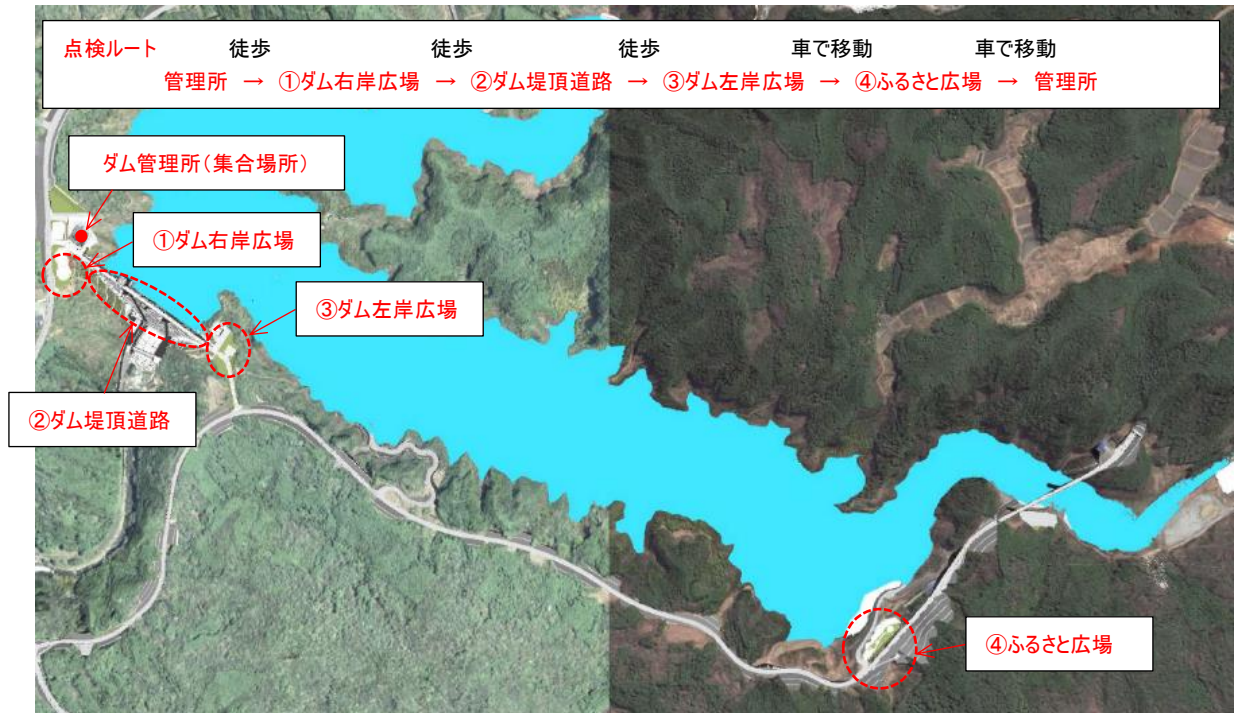 点検ルート 徒歩 徒歩 徒歩 車で移動 車で移動
管理所 → ①ダム右岸広場 → ②ダム堤頂道路 → ③ダム左岸広場 → ④ふるさと広場 → 管理所
ダム管理所(集合場所)
①ダム右岸広場
③ダム左岸広場
②ダム堤頂道路
④ふるさと広場